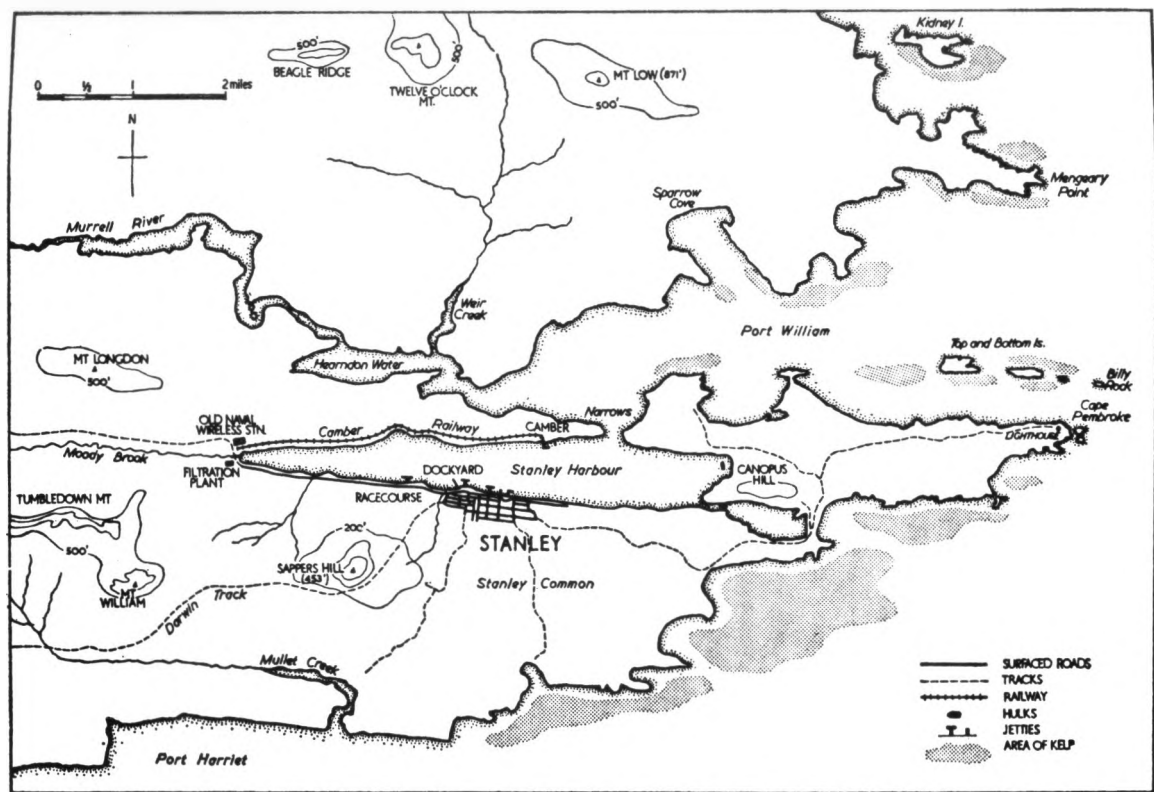 Kidney I.
500'
BEAGLE RIDGE
500'
TWELVE O'CLOCK
MT.
MT LOW (871')
500'
0 ½ 2 miles
N
Mengeary
Point
Sparrow
Cove
Murrell River
Weir
Creek
Port William
Hearndon Water
Top and Bottom Is.
Billy
Rock
MT LONGDON
500'
Cape
Pembroke
OLD NAVAL
WIRELESS STN.
Camber Railway
CAMBER
Narrows
LIGHTHOUSE
Moody Brook
FILTRATION
PLANT
DOCKYARD
Stanley Harbour
CANOPUS
HILL
RACECOURSE
TUMBLEDOWN MT
200'
STANLEY
500'
SAPPERS HILL
(453')
Stanley Common
MT
WILLIAM
Darwin Track
Mullet Creek
Port Harriet
SURFACED ROADS
TRACKS
RAILWAY
HULKS
JETTIES
AREA OF KELP